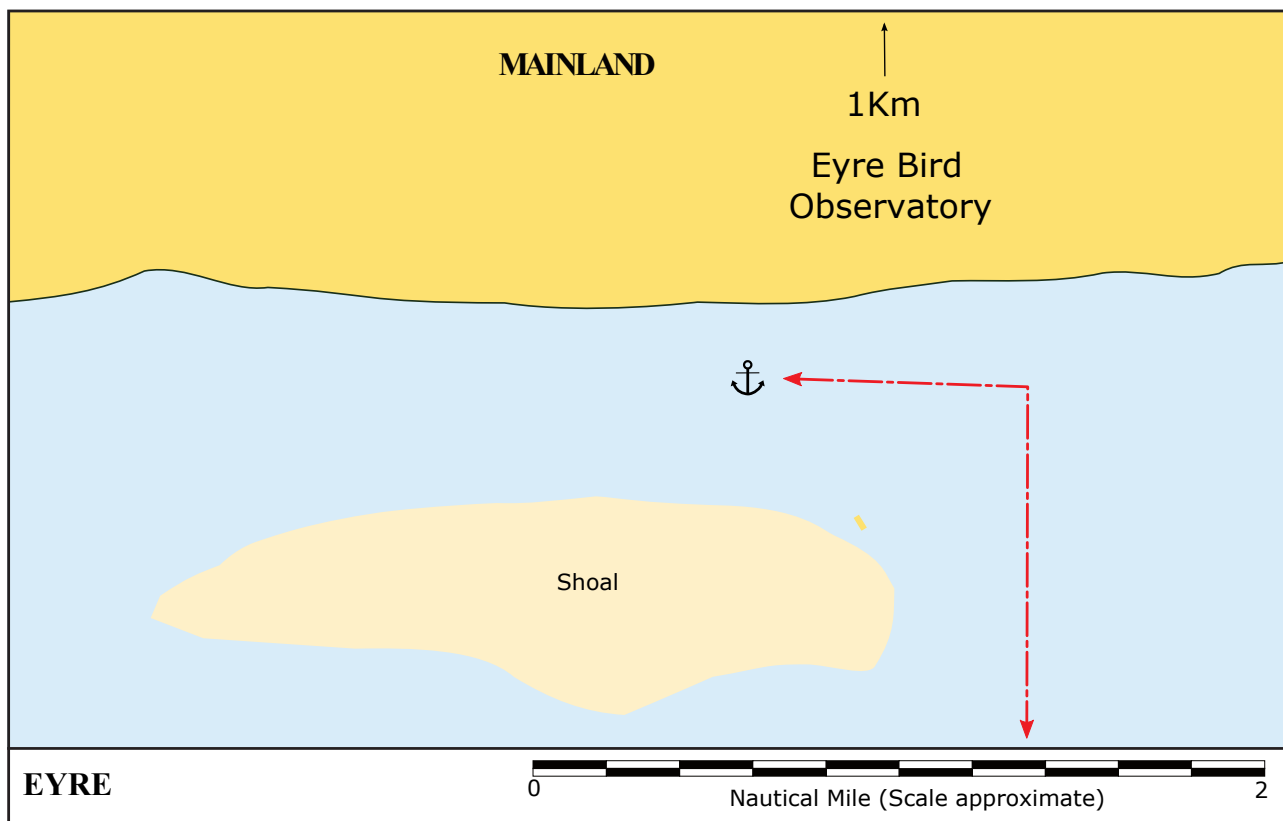 MAINLAND
1Km
Eyre Bird
Observatory
Shoal
EYRE
0
2
Nautical Mile (Scale approximate)